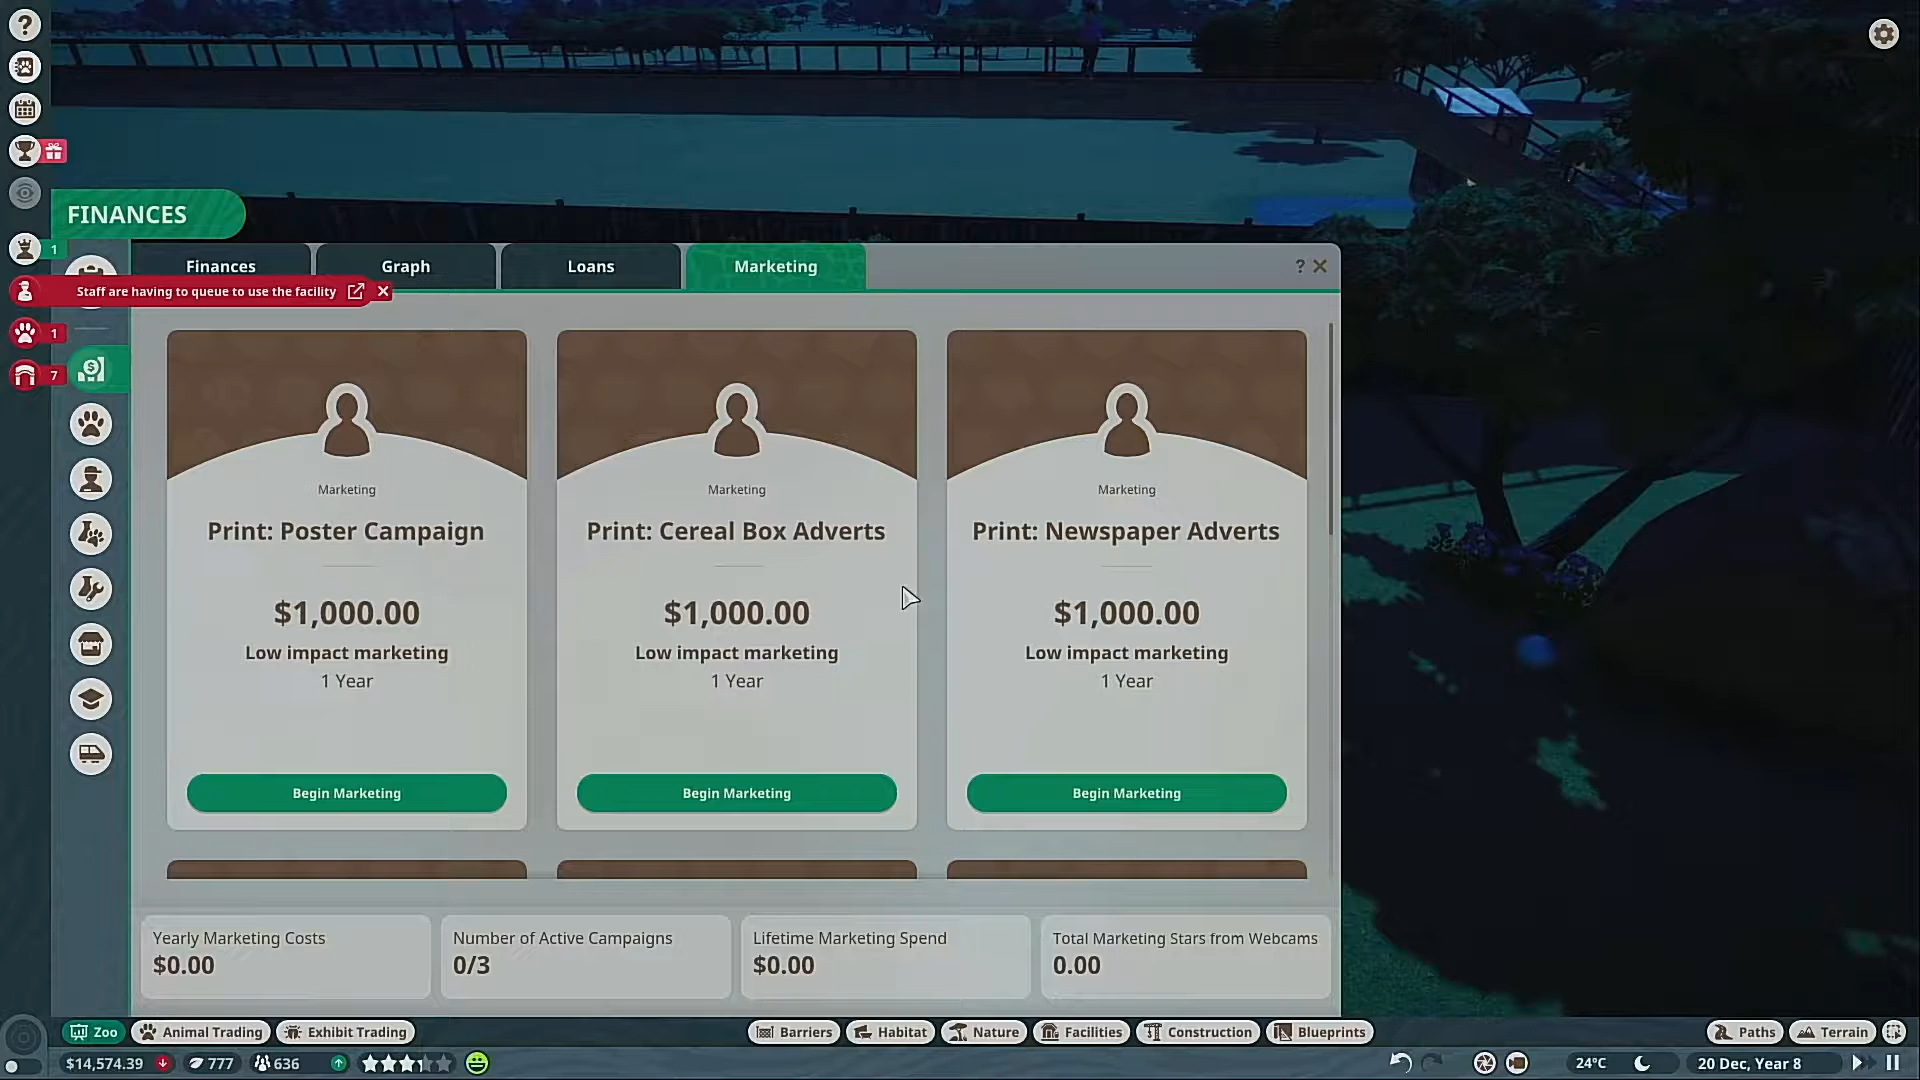 FINANCES
Finances
Graph
Loans
Marketing
?
1
Staff are having to queue to use the facility
1
7
Marketing
Print: Poster Campaign
$1,000.00
Low impact marketing
1 Year
Begin Marketing
Marketing
Print: Cereal Box Adverts
$1,000.00
Low impact marketing
1 Year
Begin Marketing
Marketing
Print: Newspaper Adverts
$1,000.00
Low impact marketing
1 Year
Begin Marketing
Yearly Marketing Costs
$0.00
Number of Active Campaigns
0/3
Lifetime Marketing Spend
$0.00
Total Marketing Stars from Webcams
0.00
Zoo
Animal Trading
Exhibit Trading
Barriers
Habitat
Nature
Facilities
Construction
Blueprints
Paths
Terrain
$14,574.39
777
636
24°C
20 Dec, Year 8